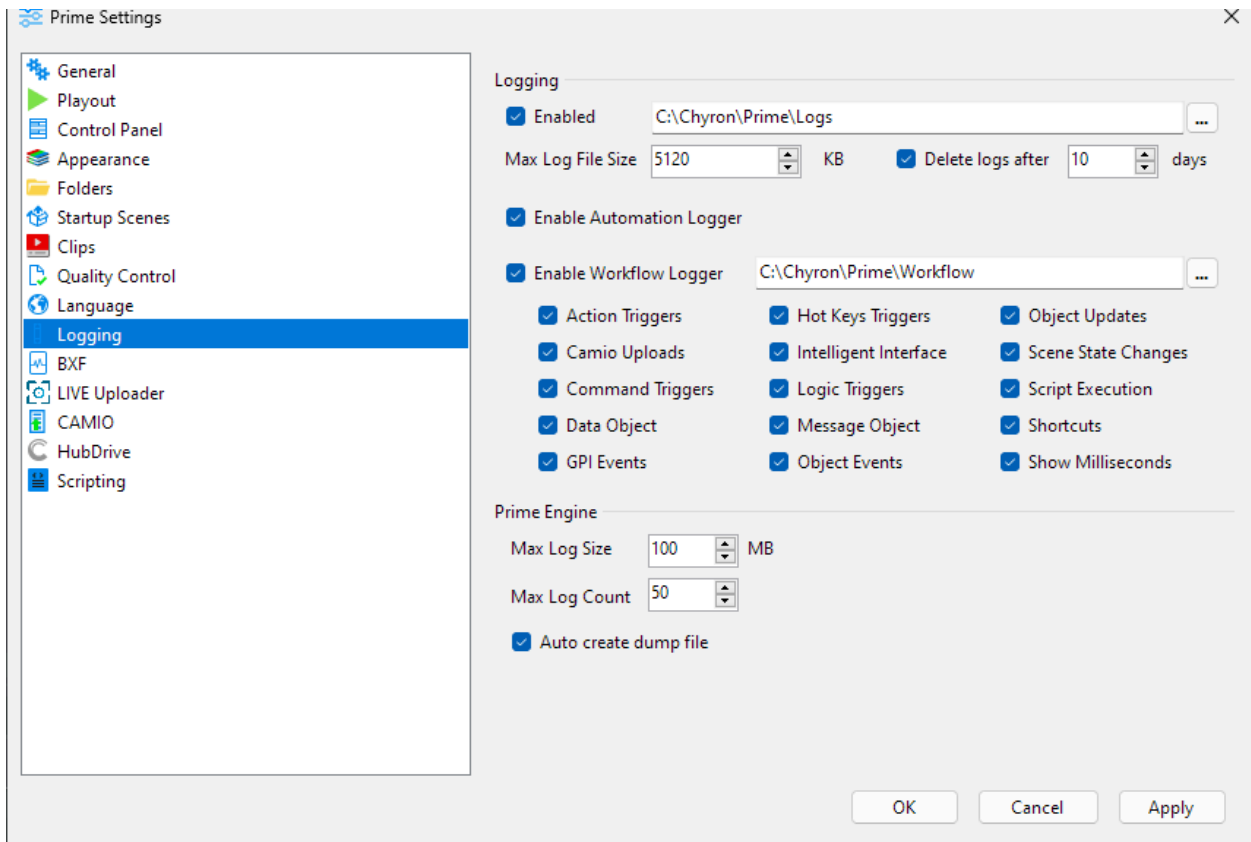 Prime Settings
General
Playout
Control Panel
Appearance
Folders
Startup Scenes
Clips
Quality Control
Language
Logging
BXF
LIVE Uploader
CAMIO
HubDrive
Scripting
Logging
Enabled C:\Chyron\Prime\Logs ...
Max Log File Size 5120 KB Delete logs after 10 days
Enable Automation Logger
Enable Workflow Logger C:\Chyron\Prime\Workflow ...
Action Triggers Hot Keys Triggers Object Updates
Camio Uploads Intelligent Interface Scene State Changes
Command Triggers Logic Triggers Script Execution
Data Object Message Object Shortcuts
GPI Events Object Events Show Milliseconds
Prime Engine
Max Log Size 100 MB
Max Log Count 50
Auto create dump file
OK Cancel Apply